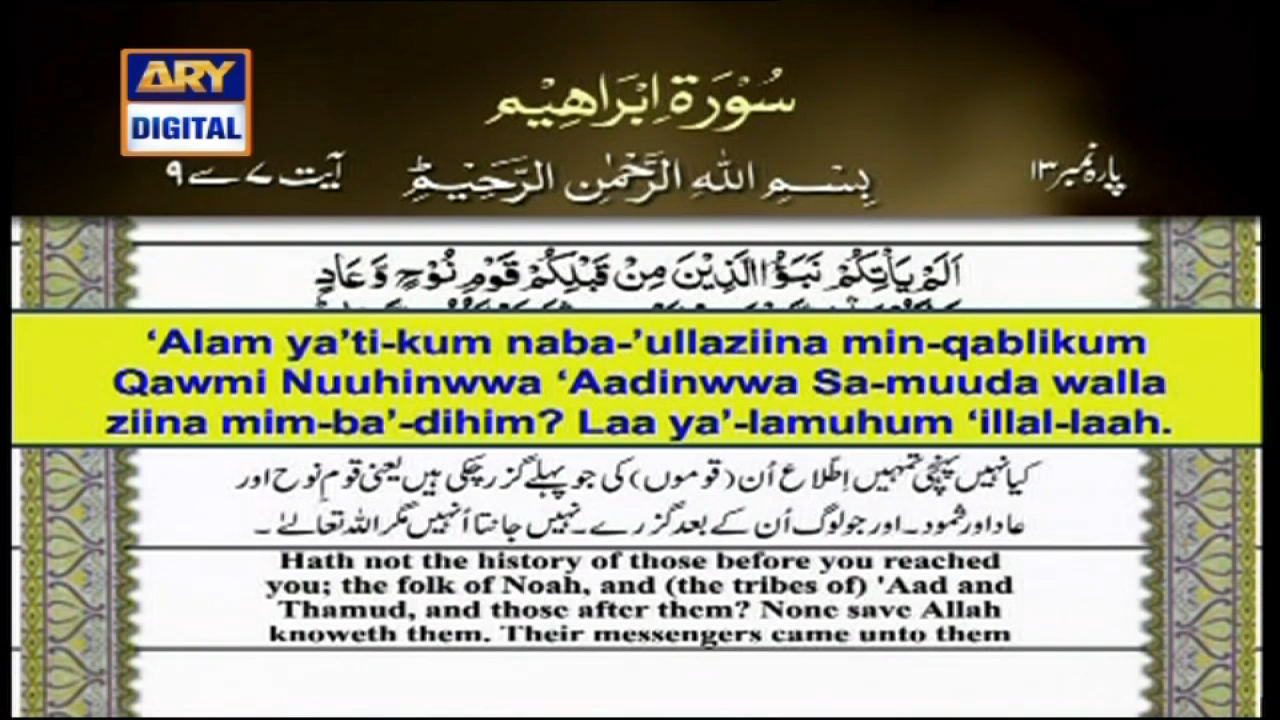 ARY
DIGITAL
سُوْرَةُ اِبْرَاهِيْم
پارہ نمبر ۱۳
بِسْمِ اللهِ الرَّحْمٰنِ الرَّحِيْمِ
آیت ۷ سے ۹
اَلَمْ يَاْتِكُمْ نَبَؤُا الَّذِيْنَ مِنْ قَبْلِكُمْ قَوْمِ نُوْحٍ وَّعَادٍ
‘Alam ya’ti-kum naba-’ullaziina min-qablikum
Qawmi Nuuhinwwa ‘Aadinwwa Sa-muuda walla
ziina mim-ba’-dihim? Laa ya’-lamuhum ‘illal-laah.
کیا نہیں پہنچی تمہیں اِطّلاع اُن (قوموں) کی جو پہلے گزر چکی ہیں یعنی قومِ نوح اور
عاد اور ثمود۔ اور جو لوگ اُن کے بعد گزرے۔ نہیں جانتا اُنہیں مگر اللہ تعالےٰ۔
Hath not the history of those before you reached
you; the folk of Noah, and (the tribes of) 'Aad and
Thamud, and those after them? None save Allah
knoweth them. Their messengers came unto them